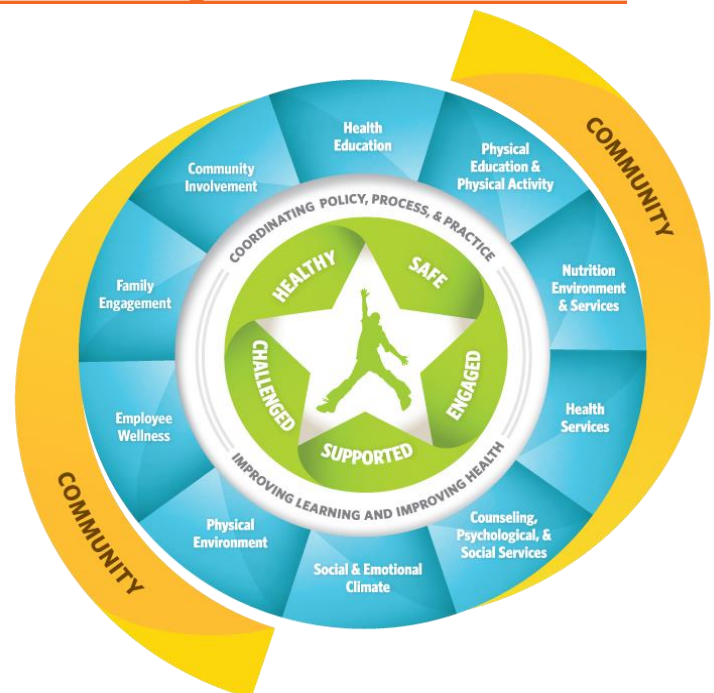 COMMUNITY
Health
Education
Physical
Education &
Physical Activity
Nutrition
Environment
& Services
Health
Services
Counseling,
Psychological, &
Social Services
Social & Emotional
Climate
Physical
Environment
Employee
Wellness
Family
Engagement
Community
Involvement
COORDINATING POLICY, PROCESS, & PRACTICE
IMPROVING LEARNING AND IMPROVING HEALTH
HEALTHY
SAFE
ENGAGED
SUPPORTED
CHALLENGED
COMMUNITY